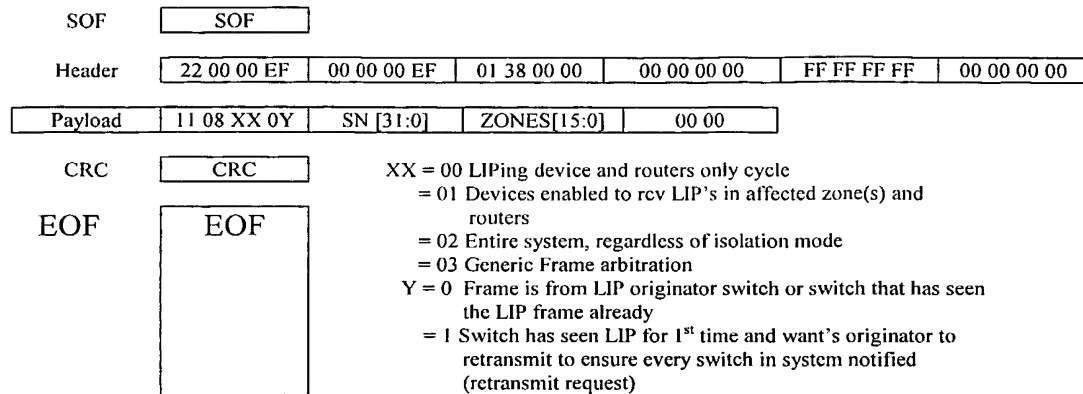 SOF SOF
Header 22 00 00 EF 00 00 00 EF 01 38 00 00 00 00 00 00 FF FF FF FF 00 00 00 00
Payload 11 08 XX 0Y SN [31:0] ZONES[15:0] 00 00
CRC CRC
XX = 00 LIPing device and routers only cycle
= 01 Devices enabled to rcv LIP's in affected zone(s) and
routers
= 02 Entire system, regardless of isolation mode
= 03 Generic Frame arbitration
Y = 0 Frame is from LIP originator switch or switch that has seen
the LIP frame already
= 1 Switch has seen LIP for 1st time and want's originator to
retransmit to ensure every switch in system notified
(retransmit request)
EOF EOF